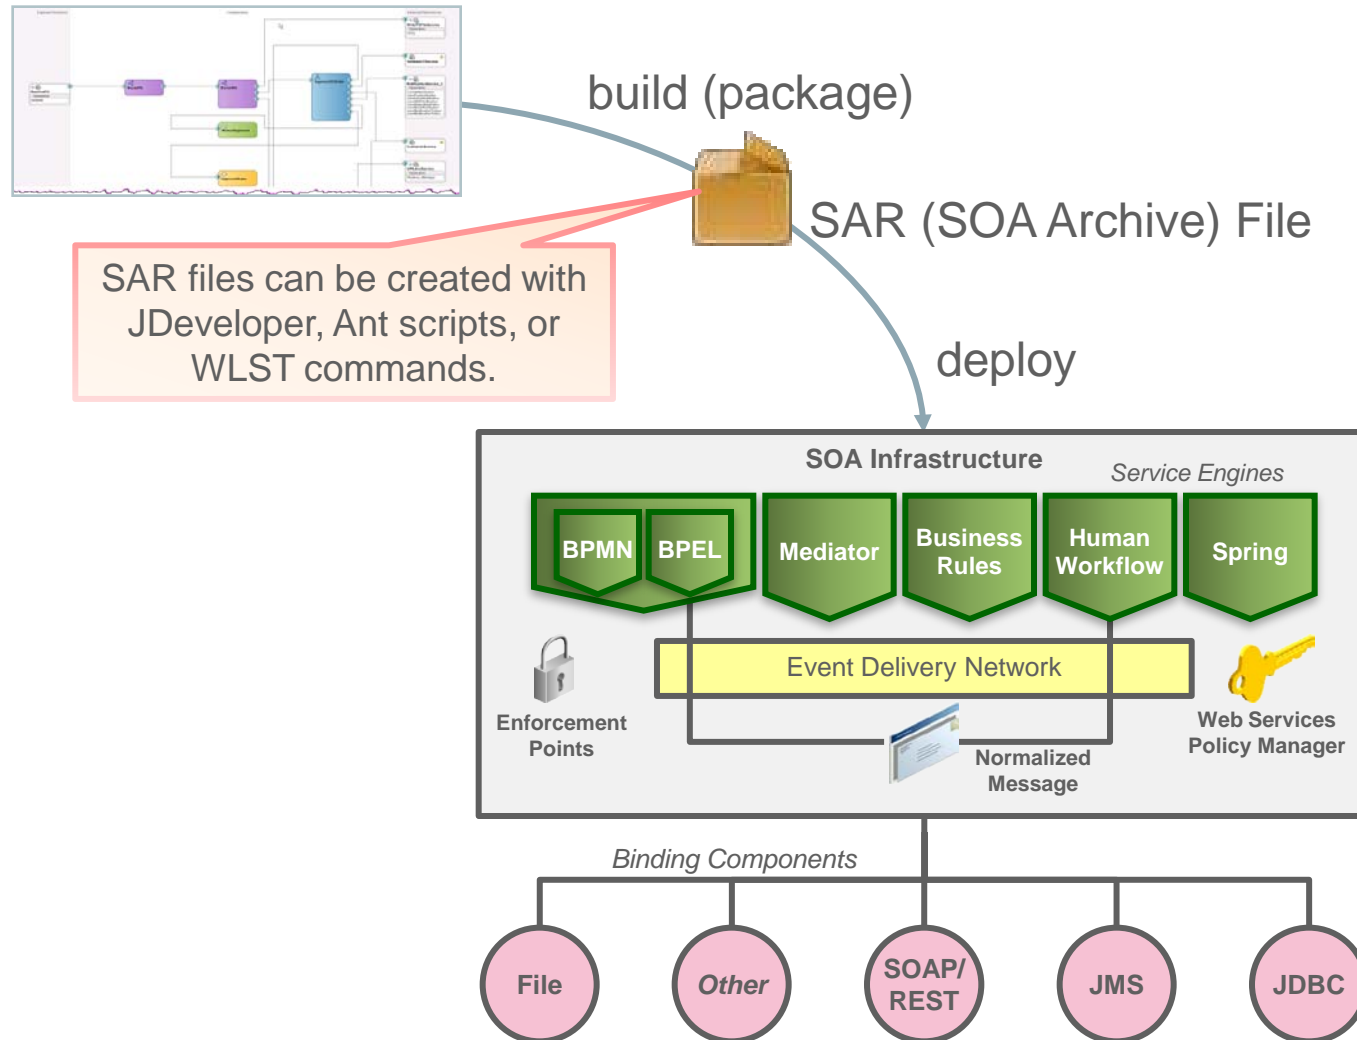 build (package)
SAR (SOA Archive) File
SAR files can be created with
JDeveloper, Ant scripts, or
WLST commands.
deploy
SOA Infrastructure
Service Engines
BPMN
BPEL
Mediator
Business
Rules
Human
Workflow
Spring
Event Delivery Network
Enforcement
Points
Normalized
Message
Web Services
Policy Manager
Binding Components
File
Other
SOAP/
REST
JMS
JDBC